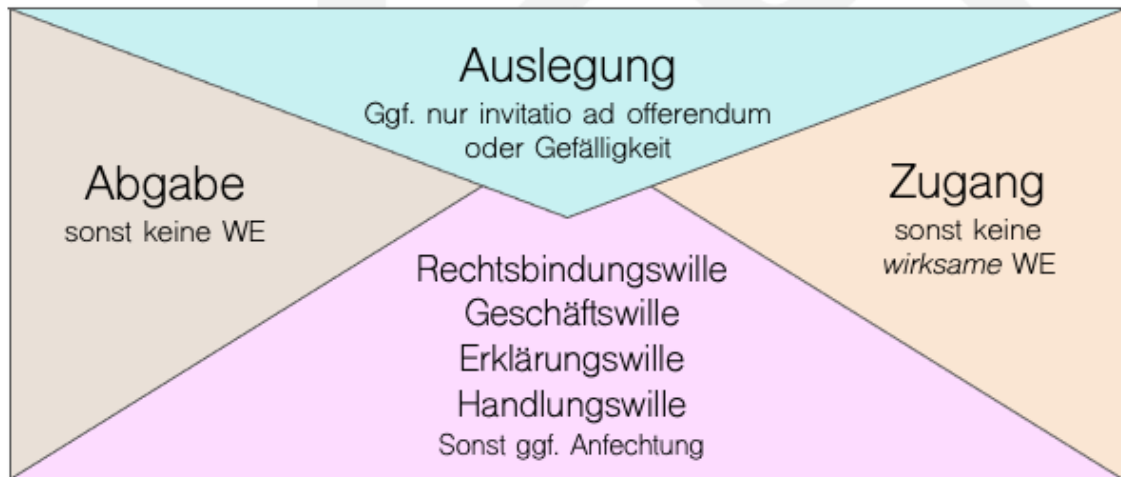 Auslegung
Ggf. nur invitatio ad offerendum
oder Gefälligkeit
Abgabe
sonst keine WE
Zugang
sonst keine
wirksame WE
Rechtsbindungswille
Geschäftswille
Erklärungswille
Handlungswille
Sonst ggf. Anfechtung